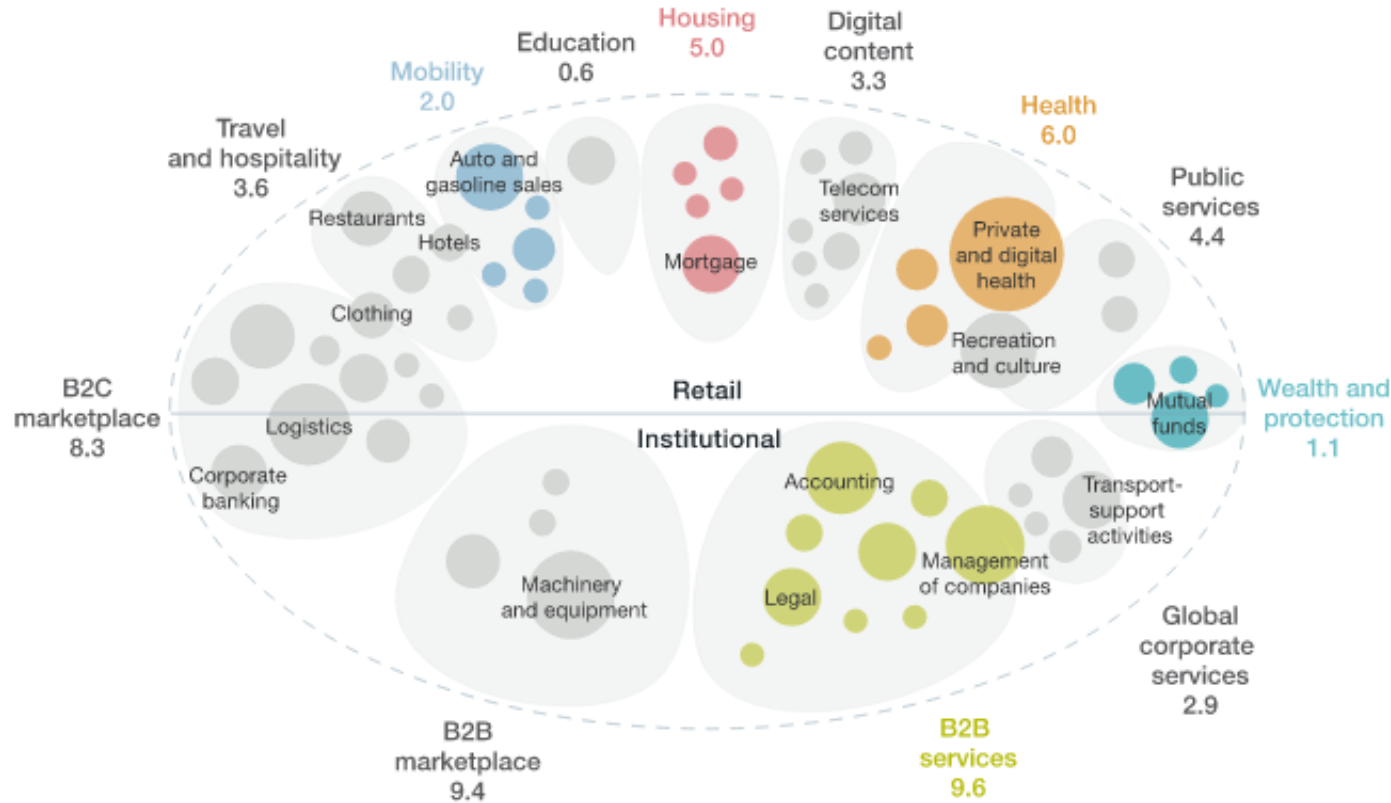 Housing
5.0
Digital
content
3.3
Education
0.6
Mobility
2.0
Health
6.0
Travel
and hospitality
3.6
Public
services
4.4
Auto and
gasoline sales
Restaurants
Hotels
Clothing
Mortgage
Telecom
services
Private
and digital
health
Recreation
and culture
B2C
marketplace
8.3
Logistics
Corporate
banking
Retail
Institutional
Mutual
funds
Wealth and
protection
1.1
Accounting
Management
of companies
Legal
Transport-
support
activities
Machinery
and equipment
Global
corporate
services
2.9
B2B
marketplace
9.4
B2B
services
9.6